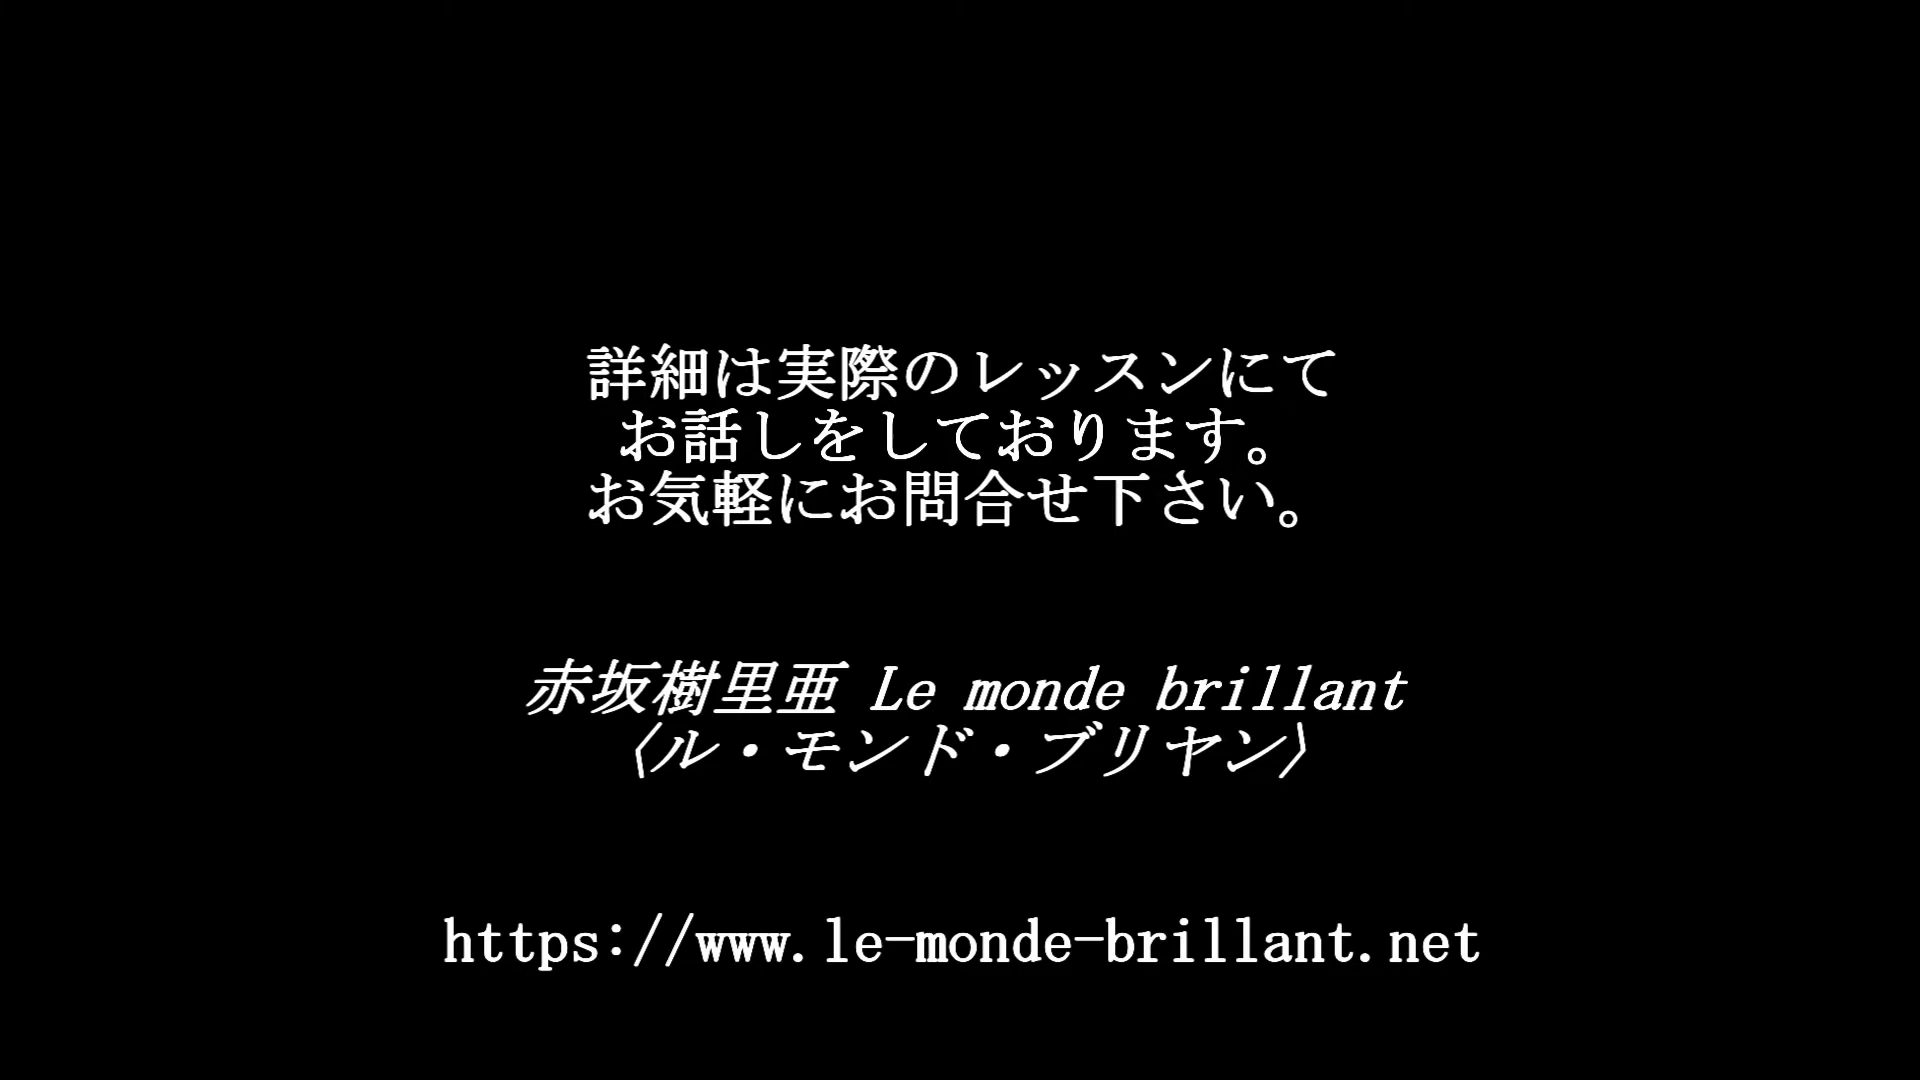 詳細は実際のレッスンにて
お話しをしております。
お気軽にお問合せ下さい。
赤坂樹里亜 Le monde brillant
〈ル・モンド・ブリヤン〉
https://www.le-monde-brillant.net